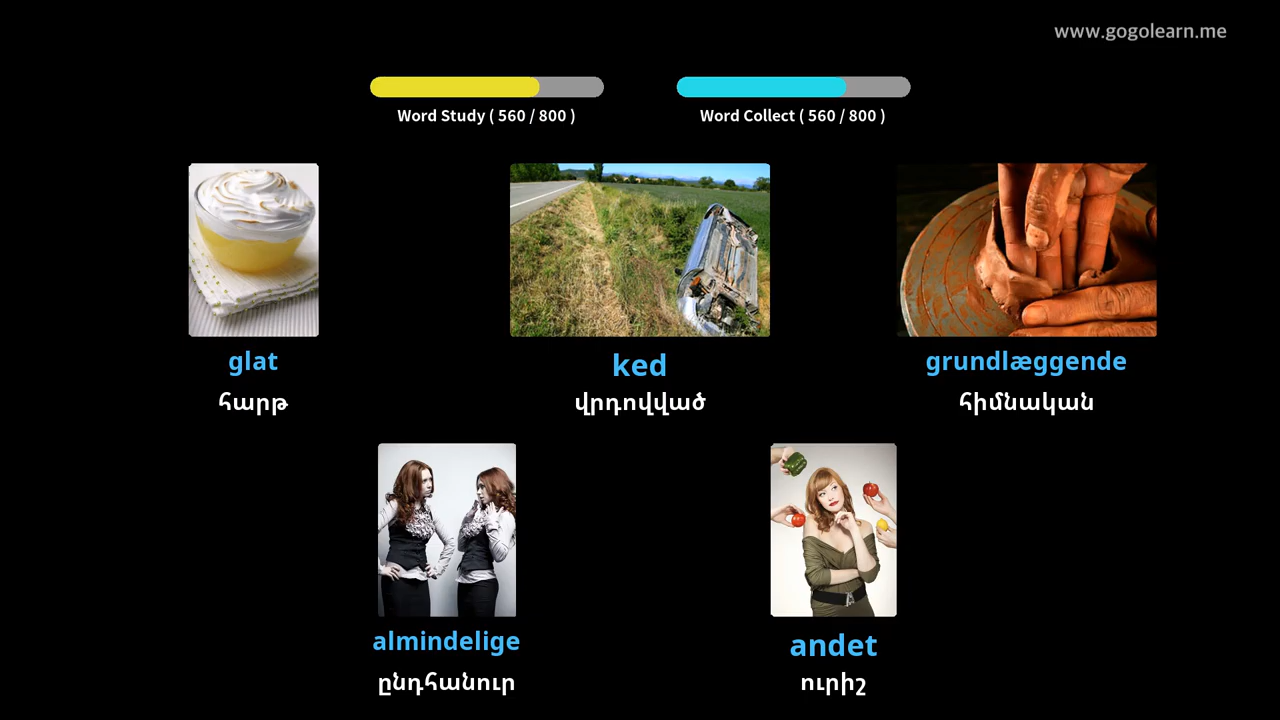 www.gogolearn.me
Word Study ( 560 / 800 )
Word Collect ( 560 / 800 )
glat
ked
grundlæggende
հարթ
վրդովված
հիմնական
almindelige
andet
ընդհանուր
ուրիշ